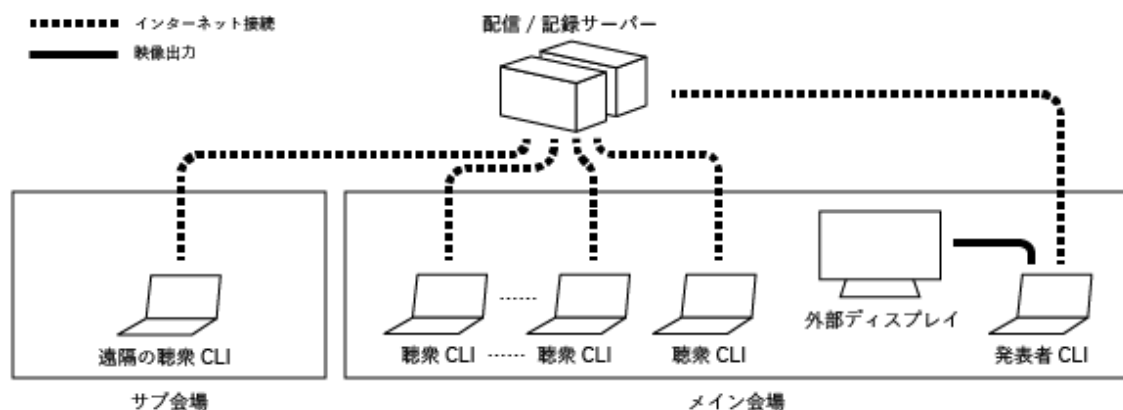 インターネット接続
映像出力
配信 / 記録サーバー
外部ディスプレイ
遠隔の聴衆 CLI
聴衆 CLI ...... 聴衆 CLI
聴衆 CLI
発表者 CLI
サブ会場
メイン会場